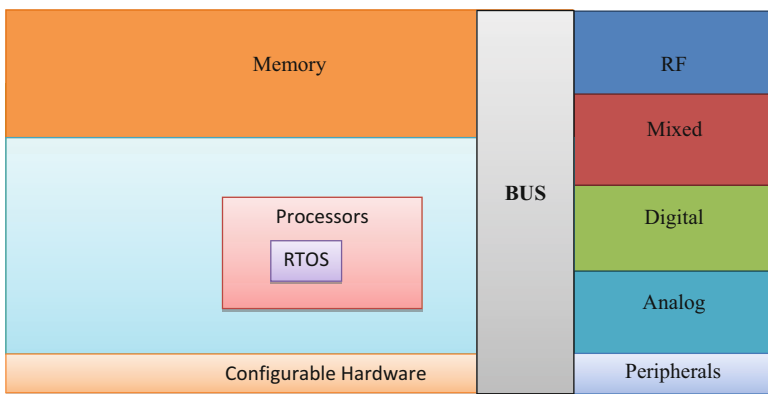 Memory
Processors
RTOS
Configurable Hardware
BUS
RF
Mixed
Digital
Analog
Peripherals